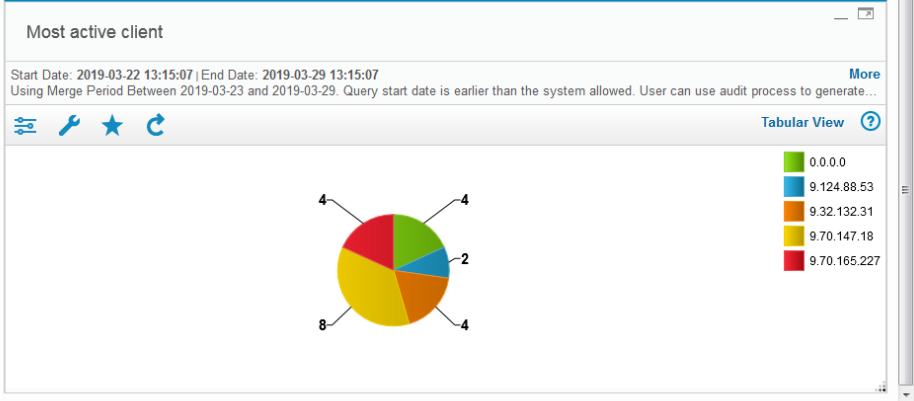 Most active client
Start Date: 2019-03-22 13:15:07 | End Date: 2019-03-29 13:15:07 More
Using Merge Period Between 2019-03-23 and 2019-03-29. Query start date is earlier than the system allowed. User can use audit process to generate...
Tabular View ?
0.0.0.0
9.124.88.53
9.32.132.31
9.70.147.18
9.70.165.227
4 4
2
8 4